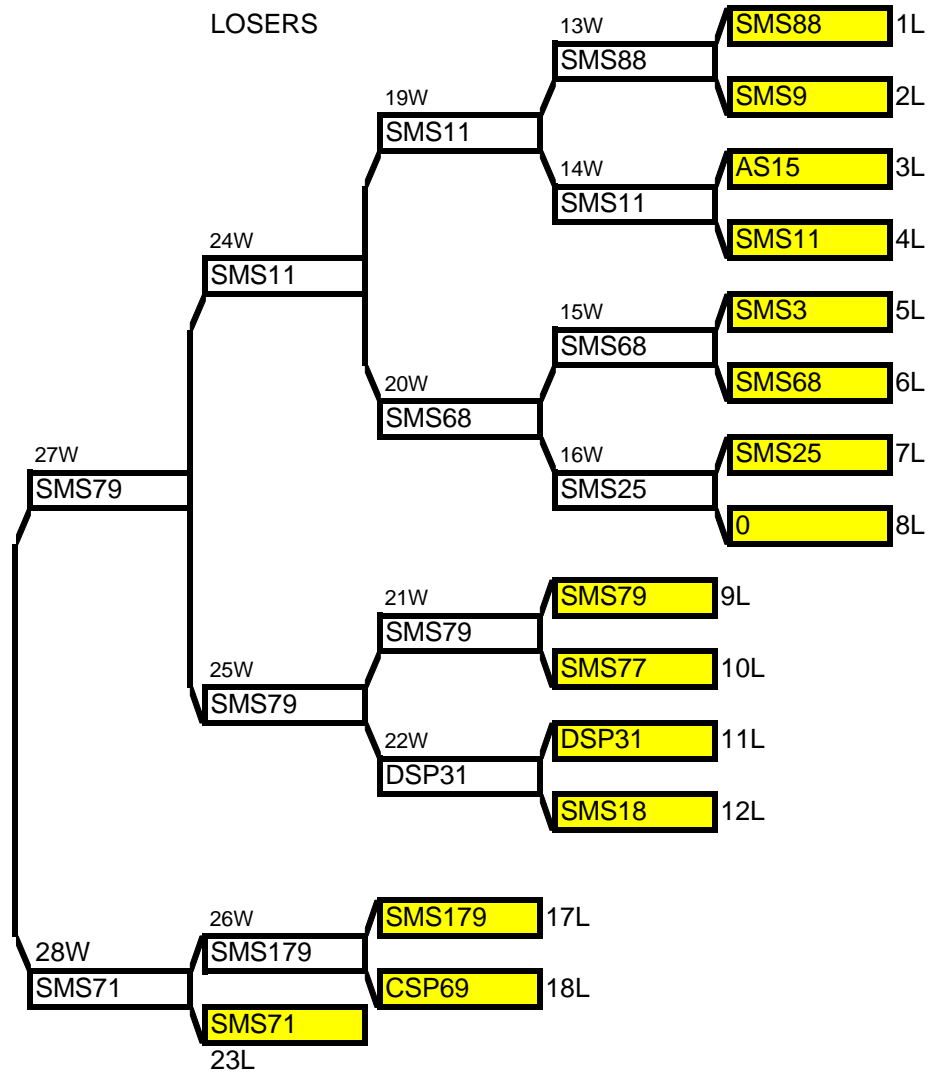 LOSERS
13W
SMS88 1L
SMS88
SMS9 2L
19W
SMS11
AS15 3L
14W
SMS11
SMS11 4L
24W
SMS11
SMS3 5L
15W
SMS68
SMS68 6L
20W
SMS68
SMS25 7L
16W
SMS25
0 8L
27W
SMS79
SMS79 9L
21W
SMS79
SMS77 10L
25W
SMS79
DSP31 11L
22W
DSP31
SMS18 12L
SMS179 17L
26W
SMS179
CSP69 18L
28W
SMS71
SMS71
23L